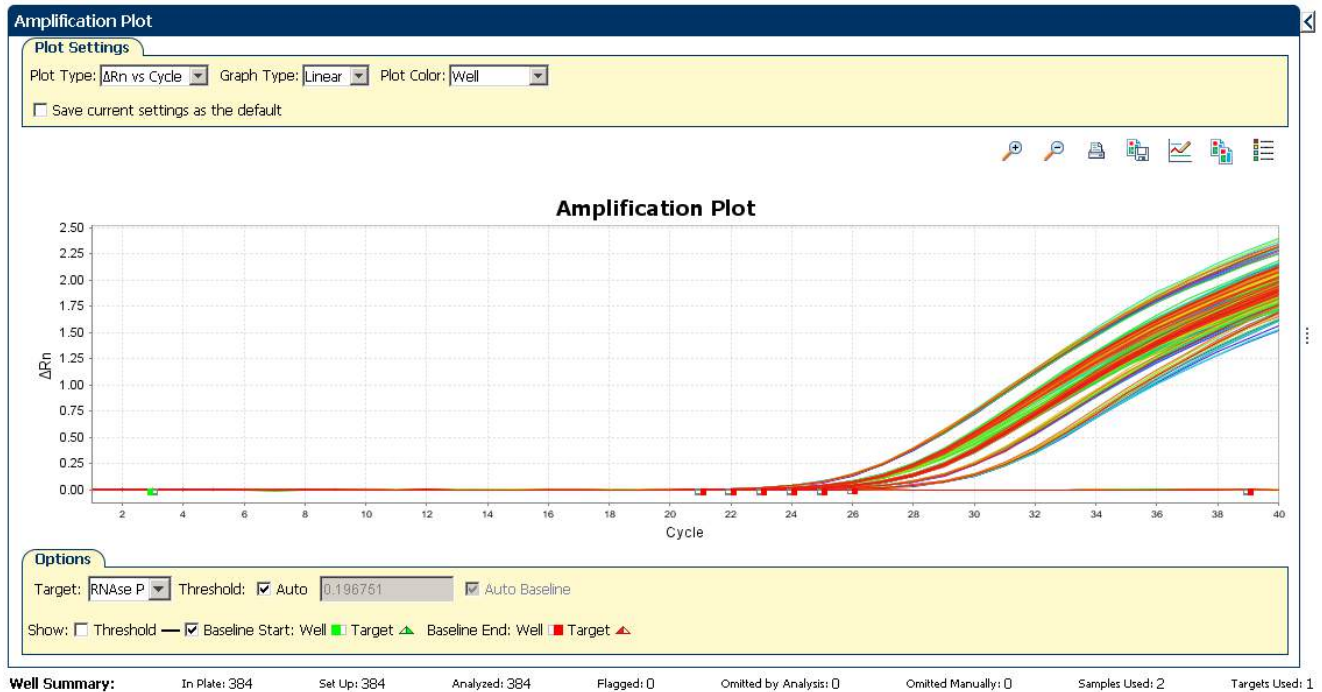 Amplification Plot
Plot Settings
Plot Type: ΔRn vs Cycle Graph Type: Linear Plot Color: Well
Save current settings as the default
Amplification Plot
2.50
2.25
2.00
1.75
1.50
1.25
1.00
0.75
0.50
0.25
0.00
ΔRn
2 4 6 8 10 12 14 16 18 20 22 24 26 28 30 32 34 36 38 40
Cycle
Options
Target: RNAse P Threshold: Auto 0.196751 Auto Baseline
Show: Threshold Baseline Start: Well Target Baseline End: Well Target
Well Summary: In Plate: 384 Set Up: 384 Analyzed: 384 Flagged: 0 Omitted by Analysis: 0 Omitted Manually: 0 Samples Used: 2 Targets Used: 1